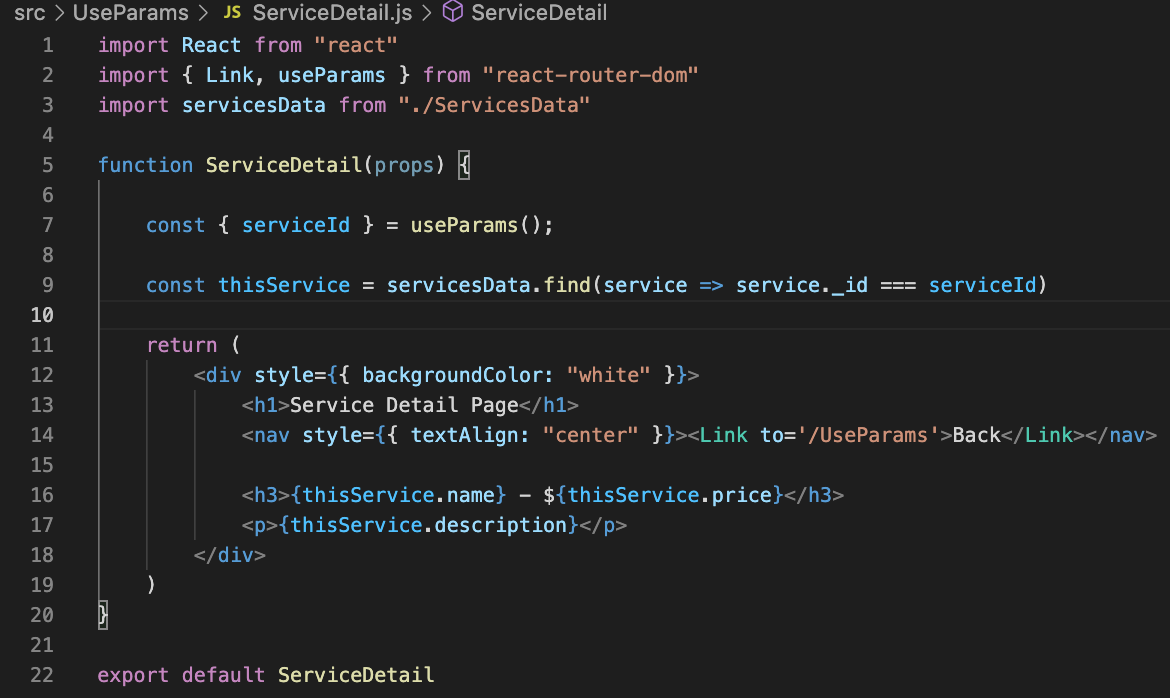 src > UseParams > JS ServiceDetail.js > ServiceDetail
1 import React from "react"
2 import { Link, useParams } from "react-router-dom"
3 import servicesData from "./ServicesData"
4
5 function ServiceDetail(props) {
6
7     const { serviceId } = useParams();
8
9     const thisService = servicesData.find(service => service._id === serviceId)
10
11     return (
12         <div style={{ backgroundColor: "white" }}>
13             <h1>Service Detail Page</h1>
14             <nav style={{ textAlign: "center" }}><Link to='/UseParams'>Back</Link></nav>
15
16             <h3>{thisService.name} – ${thisService.price}</h3>
17             <p>{thisService.description}</p>
18         </div>
19     )
20 }
21
22 export default ServiceDetail